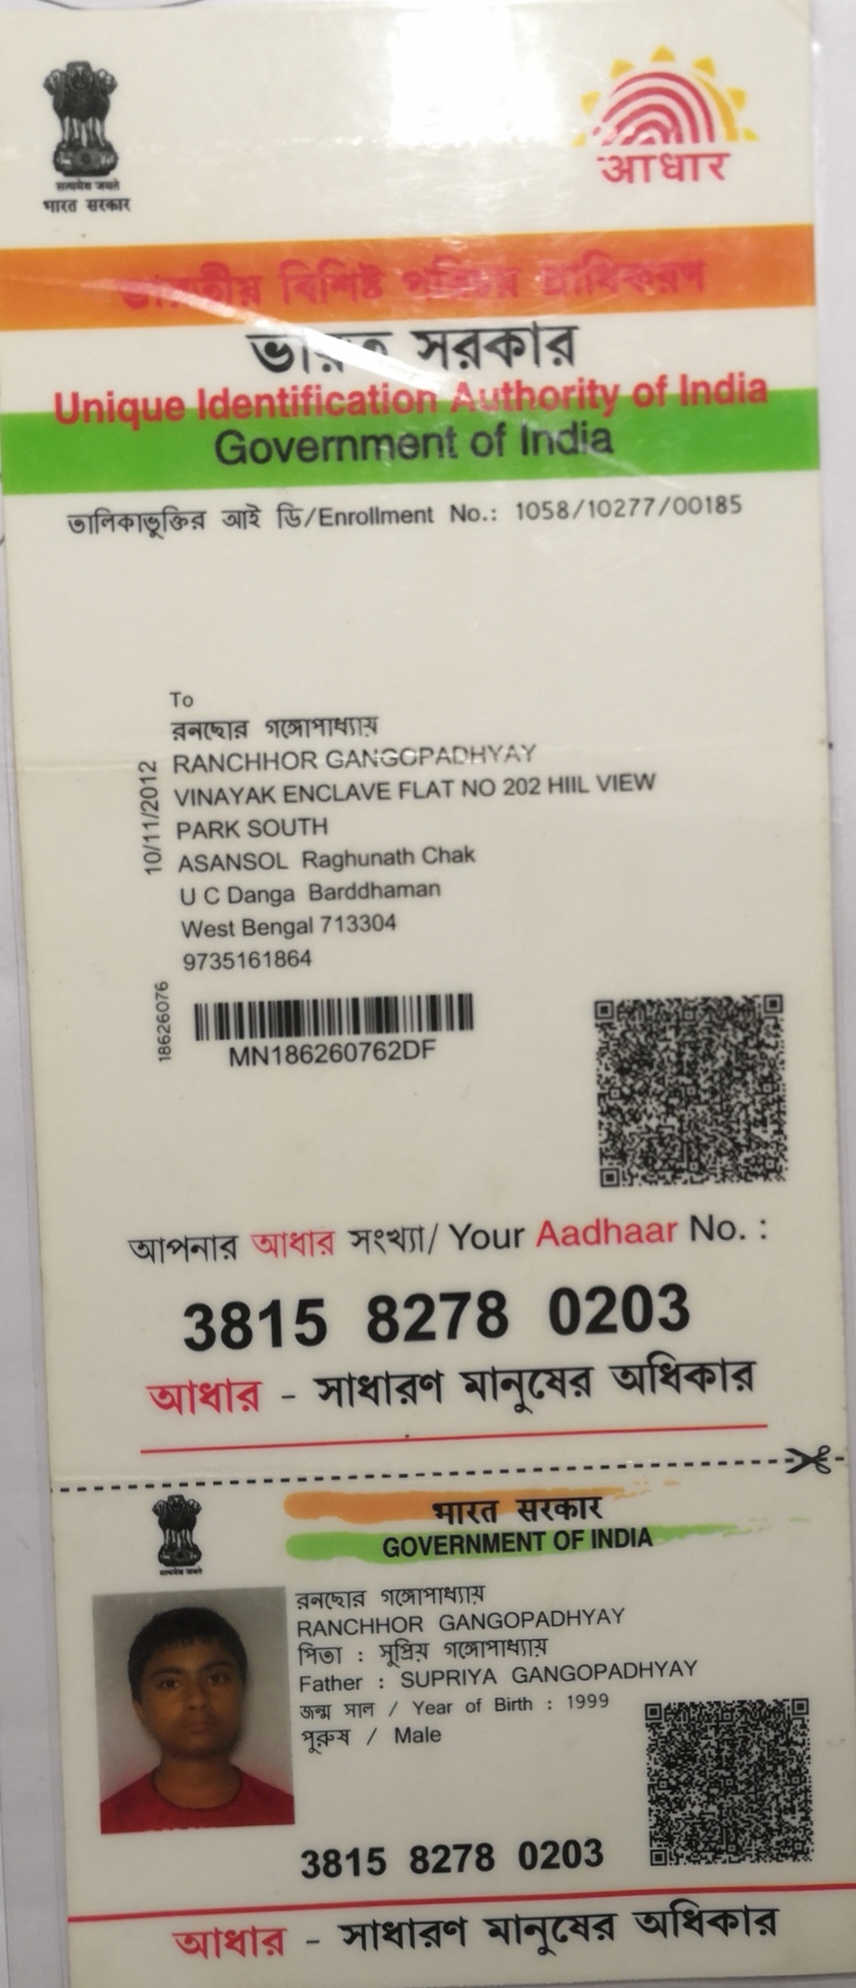 सत्यमेव जयते
भारत सरकार
आधार
ভারতীয় বিশিষ্ট পরিচয় প্রাধিকরণ
ভারত সরকার
Unique Identification Authority of India
Government of India
তালিকাভুক্তির আই ডি/Enrollment No.: 1058/10277/00185
To
রনছোর গঙ্গোপাধ্যায়
RANCHHOR GANGOPADHYAY
VINAYAK ENCLAVE FLAT NO 202 HIIL VIEW
PARK SOUTH
ASANSOL Raghunath Chak
U C Danga Barddhaman
West Bengal 713304
9735161864
10/11/2012
18626076
MN186260762DF
আপনার আধার সংখ্যা/ Your Aadhaar No. :
3815 8278 0203
আধার - সাধারণ মানুষের অধিকার
सत्यमेव जयते
भारत सरकार
GOVERNMENT OF INDIA
রনছোর গঙ্গোপাধ্যায়
RANCHHOR GANGOPADHYAY
পিতা : সুপ্রিয় গঙ্গোপাধ্যায়
Father : SUPRIYA GANGOPADHYAY
জন্ম সাল / Year of Birth : 1999
পুরুষ / Male
3815 8278 0203
আধার - সাধারণ মানুষের অধিকার